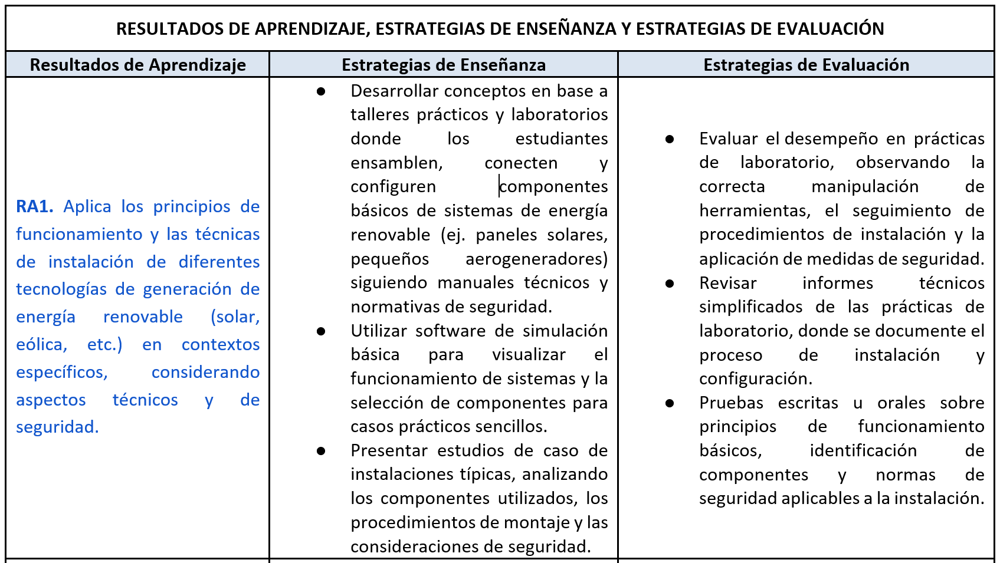 RESULTADOS DE APRENDIZAJE, ESTRATEGIAS DE ENSEÑANZA Y ESTRATEGIAS DE EVALUACIÓN
Resultados de Aprendizaje
Estrategias de Enseñanza
Estrategias de Evaluación
RA1. Aplica los principios de
funcionamiento y las técnicas
de instalación de diferentes
tecnologías de generación de
energía renovable (solar,
eólica, etc.) en contextos
específicos, considerando
aspectos técnicos y de
seguridad.
● Desarrollar conceptos en base a
talleres prácticos y laboratorios
donde los estudiantes
ensamblen, conecten y
configuren componentes
básicos de sistemas de energía
renovable (ej. paneles solares,
pequeños aerogeneradores)
siguiendo manuales técnicos y
normativas de seguridad.
● Utilizar software de simulación
básica para visualizar el
funcionamiento de sistemas y la
selección de componentes para
casos prácticos sencillos.
● Presentar estudios de caso de
instalaciones típicas, analizando
los componentes utilizados, los
procedimientos de montaje y las
consideraciones de seguridad.
● Evaluar el desempeño en prácticas
de laboratorio, observando la
correcta manipulación de
herramientas, el seguimiento de
procedimientos de instalación y la
aplicación de medidas de seguridad.
● Revisar informes técnicos
simplificados de las prácticas de
laboratorio, donde se documente el
proceso de instalación y
configuración.
● Pruebas escritas u orales sobre
principios de funcionamiento
básicos, identificación de
componentes y normas de
seguridad aplicables a la instalación.